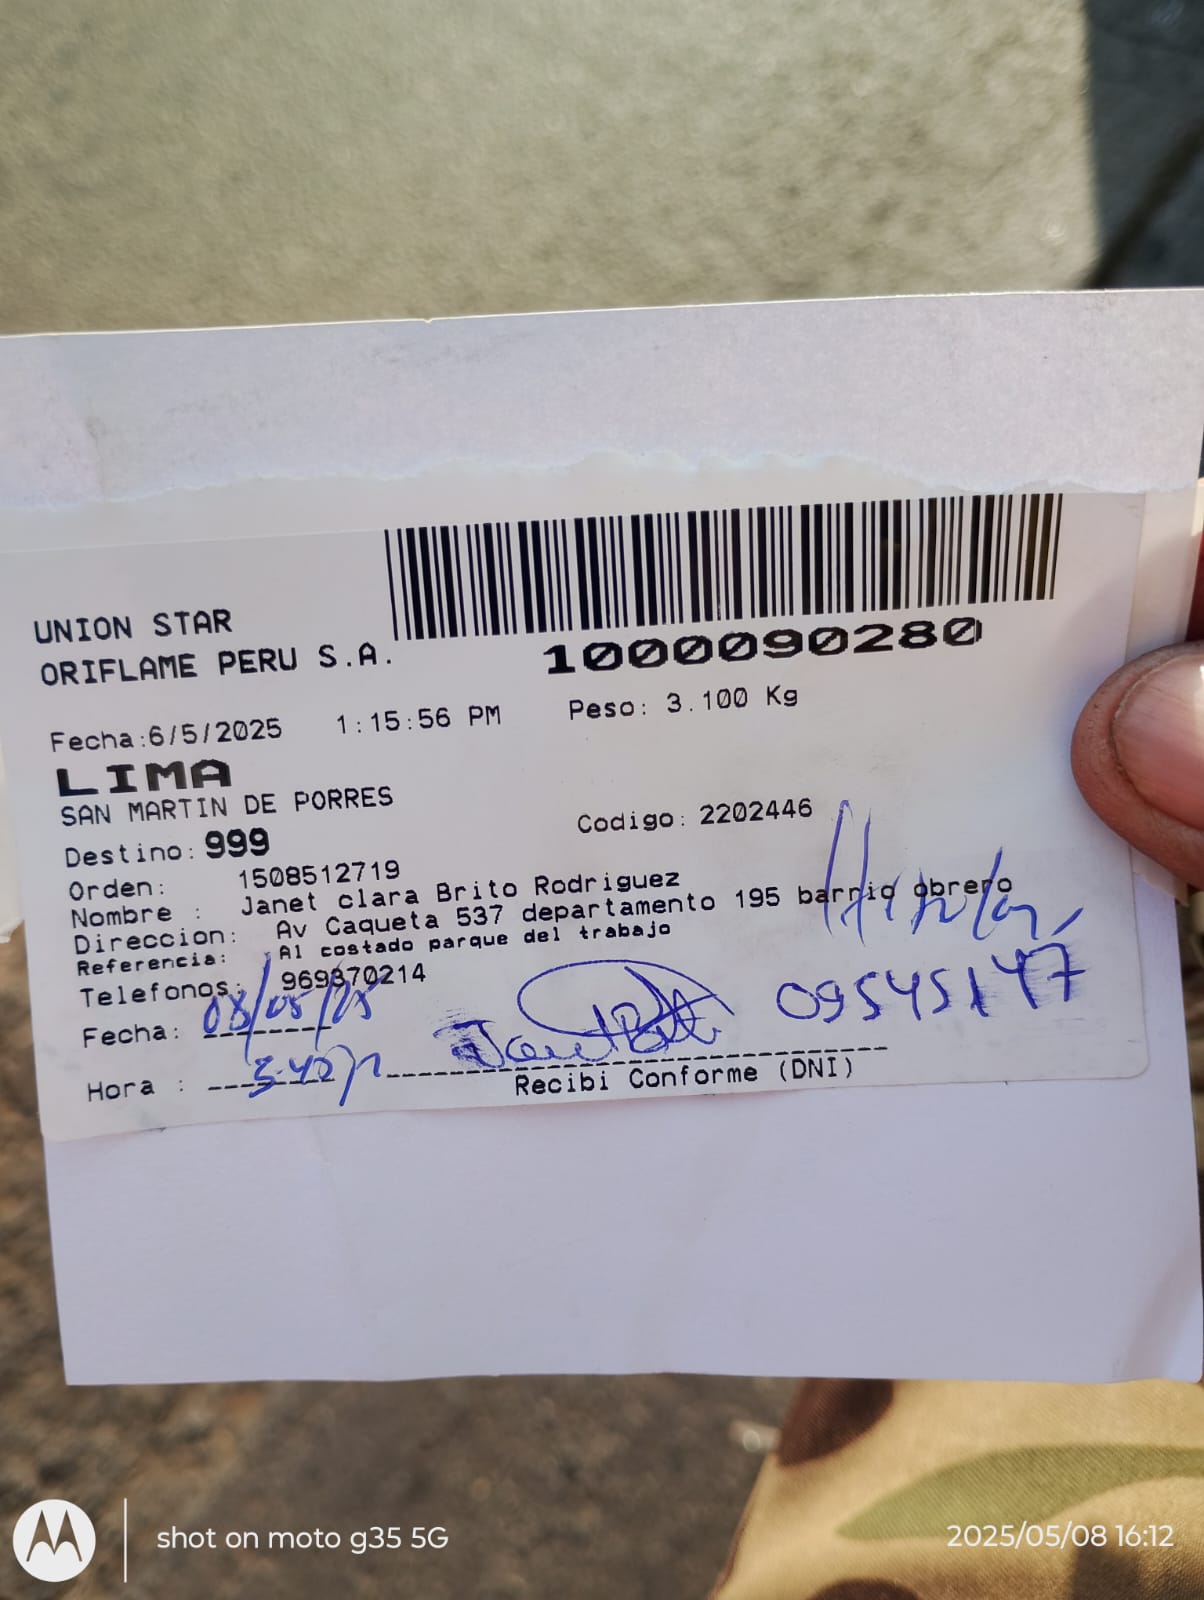 UNION STAR
ORIFLAME PERU S.A.
1000090280
Fecha:6/5/2025 1:15:56 PM Peso: 3.100 Kg
LIMA
SAN MARTIN DE PORRES
Destino: 999 Codigo: 2202446
Orden: 1508512719
Nombre : Janet clara Brito Rodriguez
Direccion: Av Caqueta 537 departamento 195 barrio obrero
Referencia: Al costado parque del trabajo
Telefonos: 969870214
Fecha: 08/05/25
09545147
Hora : 3:40p
Recibi Conforme (DNI)
shot on moto g35 5G
2025/05/08 16:12